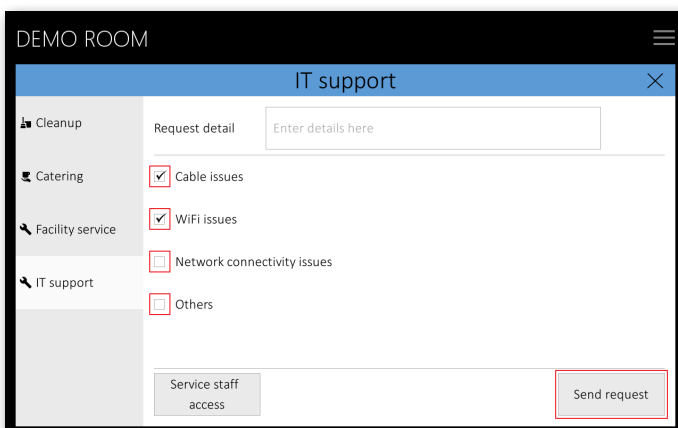 DEMO ROOM
IT support
Cleanup
Catering
Facility service
IT support
Request detail
Enter details here
Cable issues
WiFi issues
Network connectivity issues
Others
Service staff
access
Send request